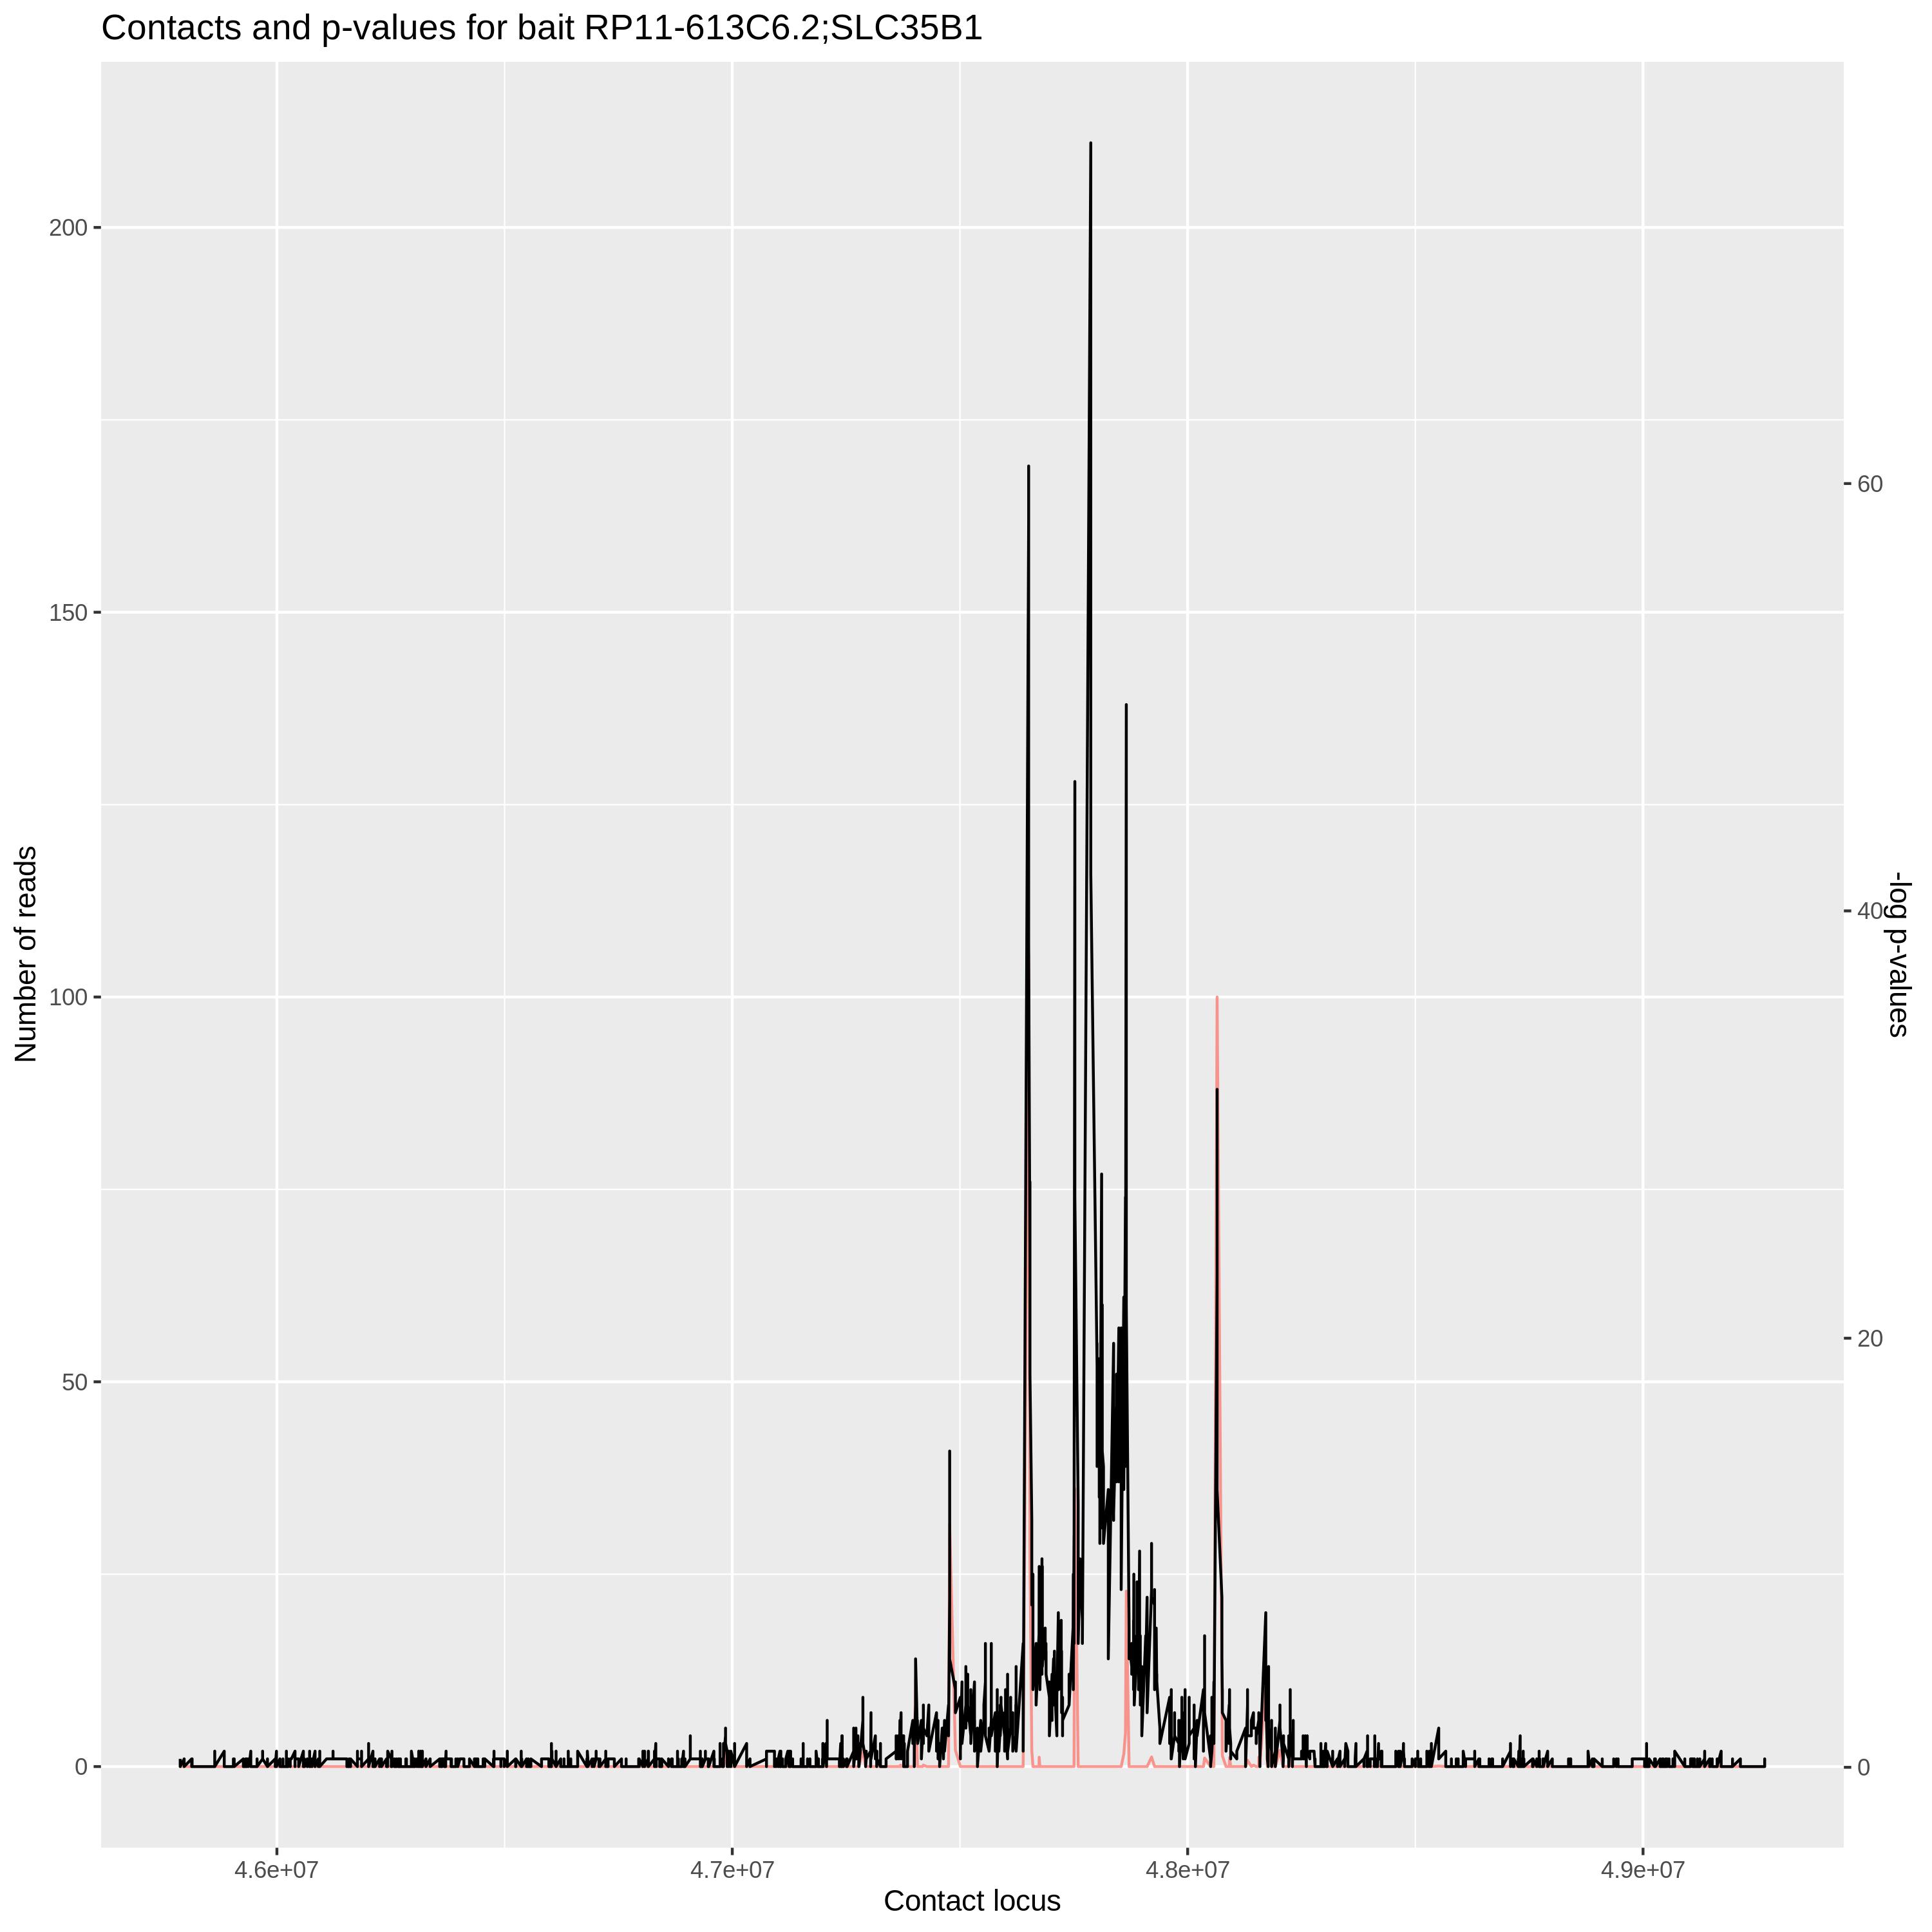 Contacts and p-values for bait RP11-613C6.2;SLC35B1
200
150
100
50
0
Number of reads
60
40
20
0
-log p-values
4.6e+07
4.7e+07
4.8e+07
4.9e+07
Contact locus